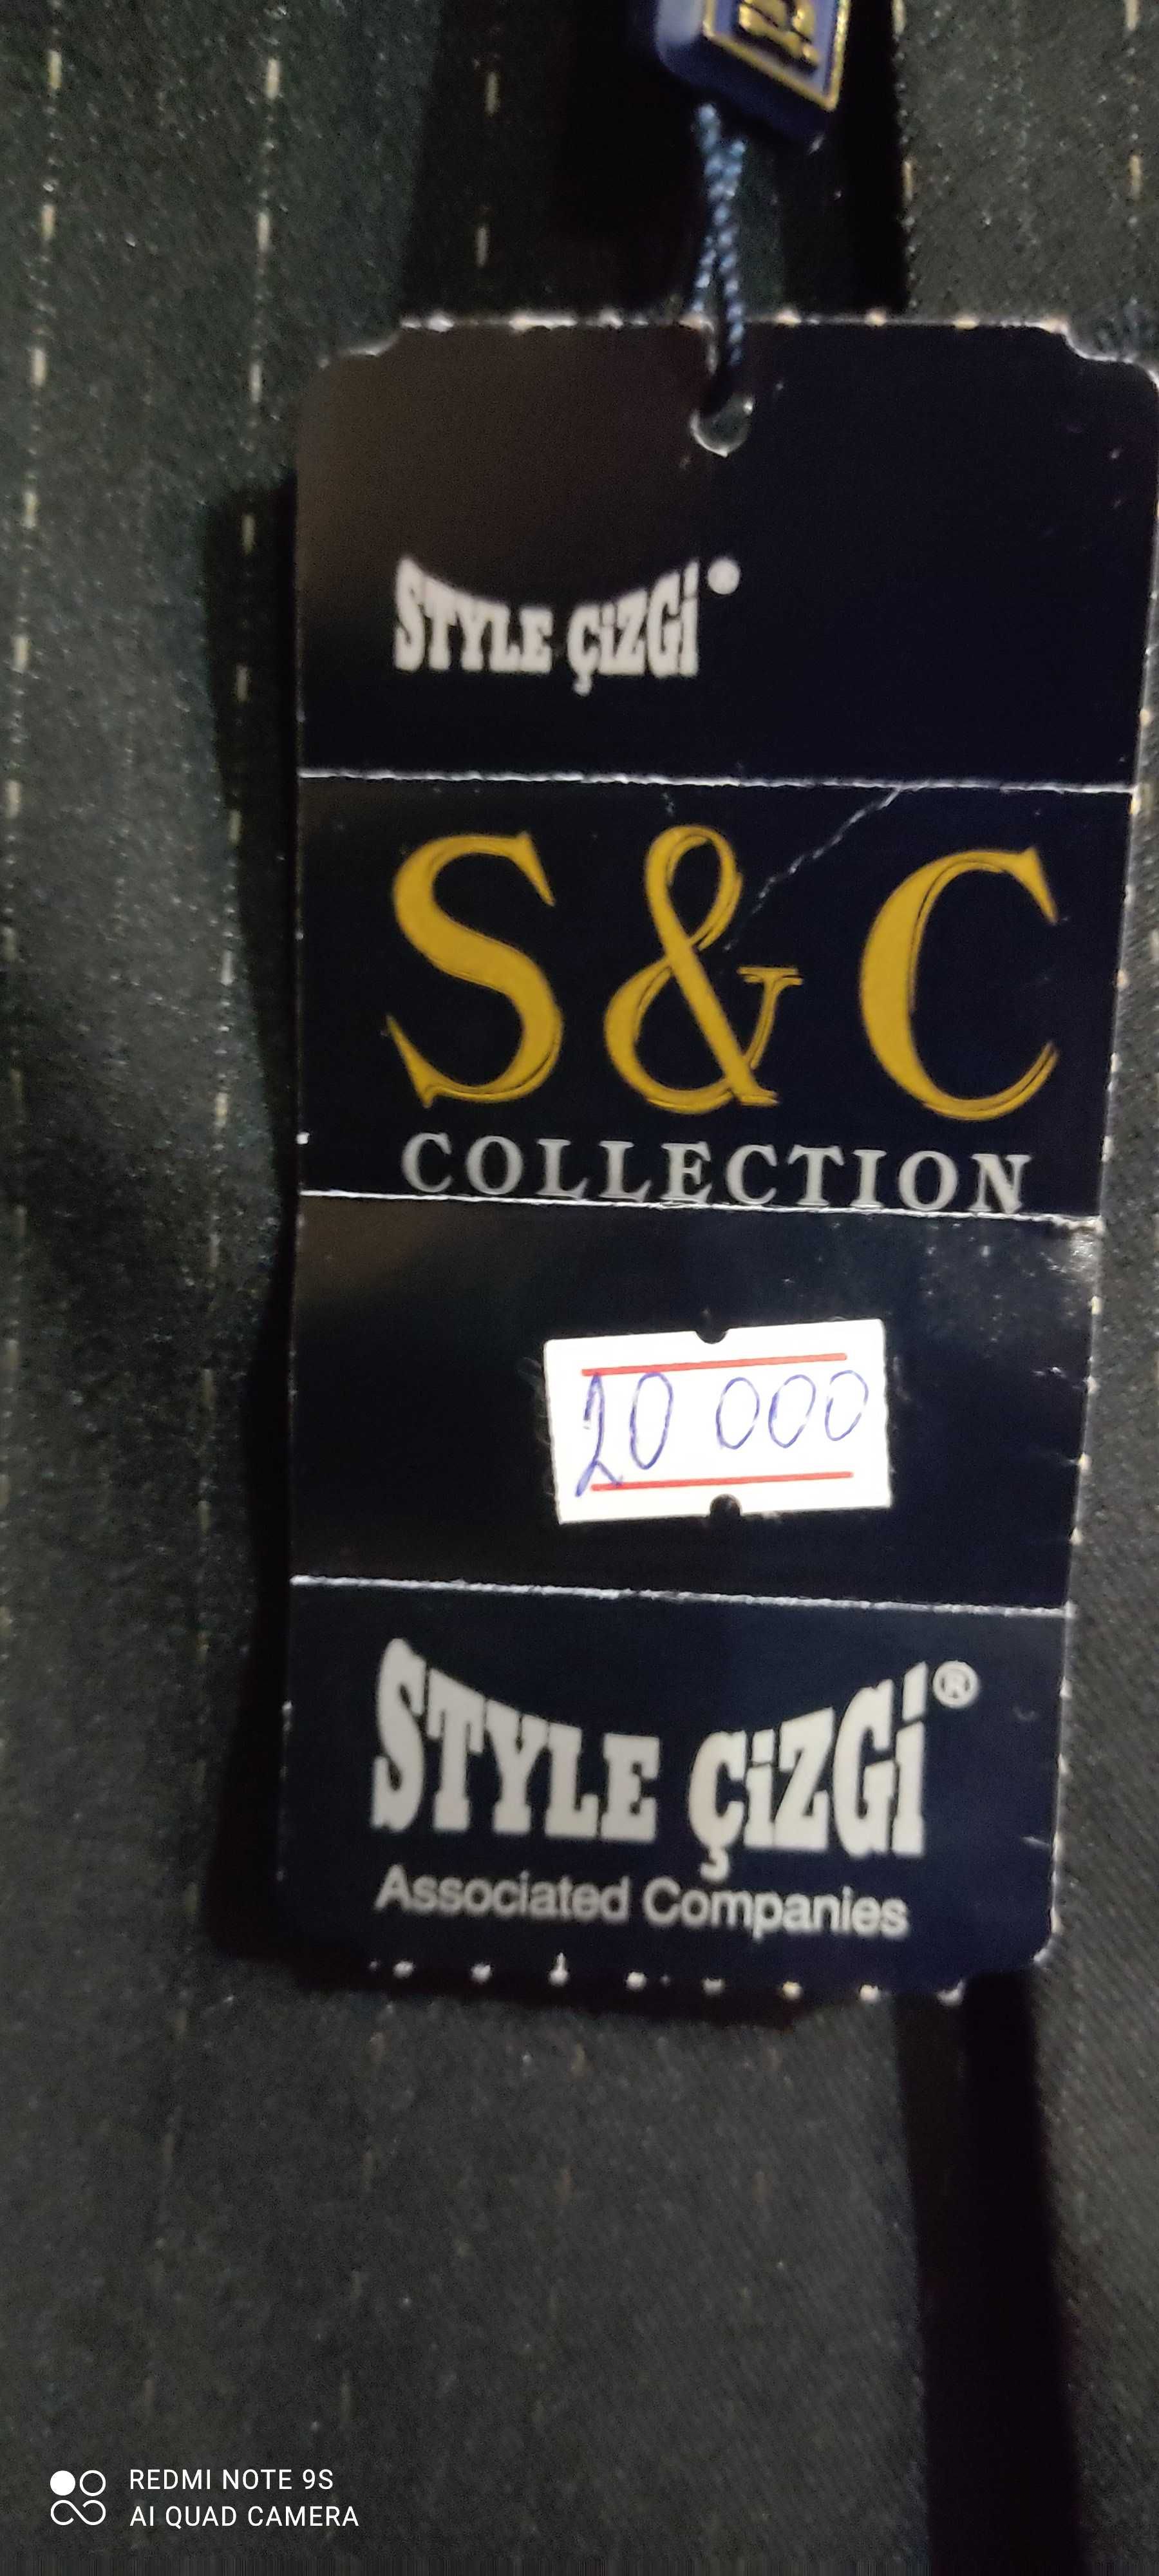 STYLE ÇİZGİ
S&C
COLLECTION
20 000
STYLE ÇİZGİ®
Associated Companies
REDMI NOTE 9S
AI QUAD CAMERA